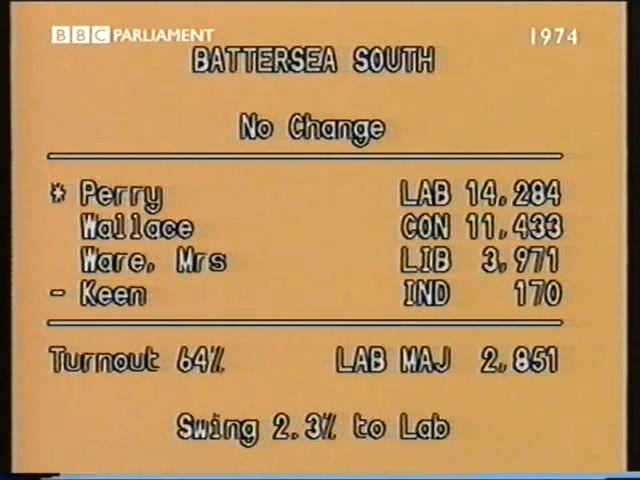 BBC PARLIAMENT 1974
BATTERSEA SOUTH
No Change
* Perry LAB 14,284
Wallace CON 11,433
Ware, Mrs LIB 3,971
- Keen IND 170
Turnout 64% LAB MAJ 2,851
Swing 2.3% to Lab